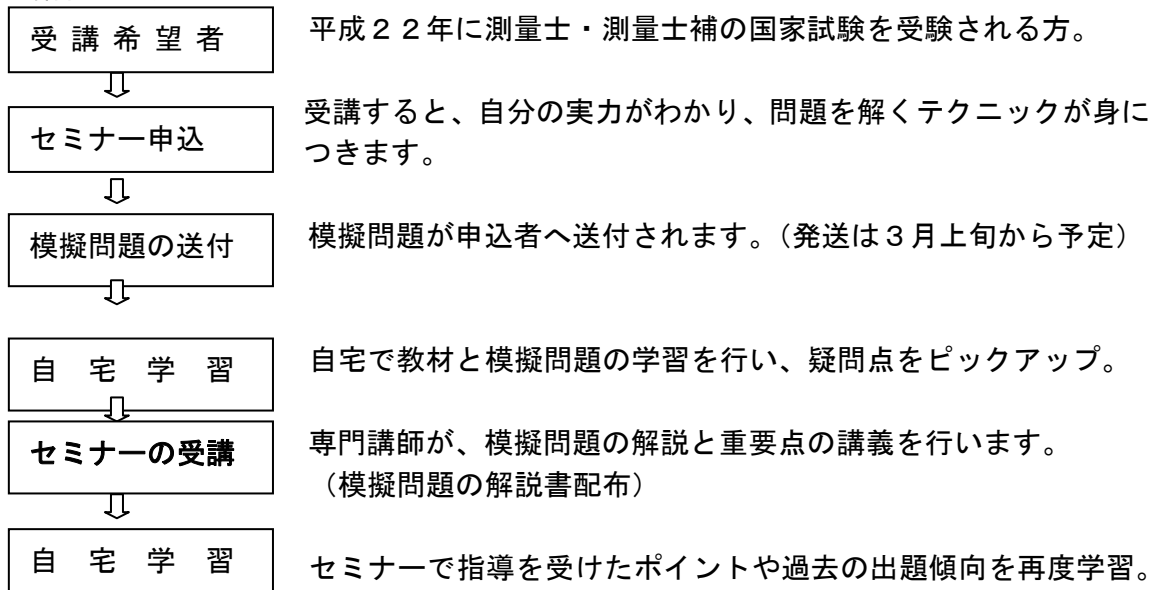 受 講 希 望 者
平成２２年に測量士・測量士補の国家試験を受験される方。
セミナー申込
受講すると、自分の実力がわかり、問題を解くテクニックが身に
つきます。
模擬問題の送付
模擬問題が申込者へ送付されます。（発送は３月上旬から予定）
自 宅 学 習
自宅で教材と模擬問題の学習を行い、疑問点をピックアップ。
セミナーの受講
専門講師が、模擬問題の解説と重要点の講義を行います。
（模擬問題の解説書配布）
自 宅 学 習
セミナーで指導を受けたポイントや過去の出題傾向を再度学習。